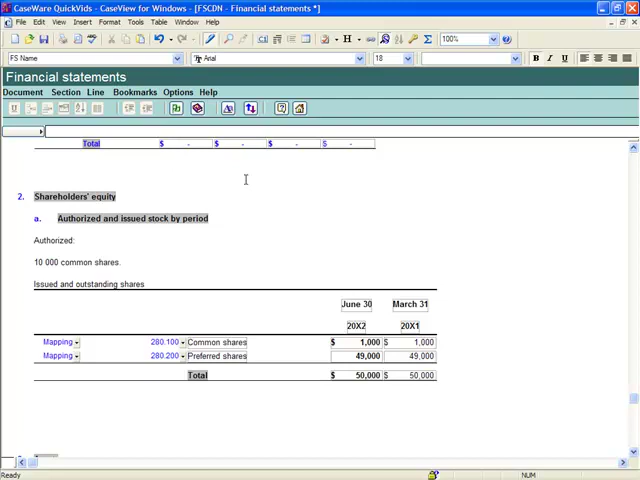 CaseWare QuickVids - CaseView for Windows - [FSCDN - Financial statements *]
File Edit View Insert Format Tools Table Window Help
100%
FS Name Arial 18 B I U
Financial statements
Document Section Line Bookmarks Options Help
Total $ - $ - $ - $ -
2. Shareholders' equity
a. Authorized and issued stock by period
Authorized:
10 000 common shares.
Issued and outstanding shares
June 30 March 31
20X2 20X1
Mapping 280.100 Common shares $ 1,000 $ 1,000
Mapping 280.200 Preferred shares 49,000 49,000
Total $ 50,000 $ 50,000
Ready NUM